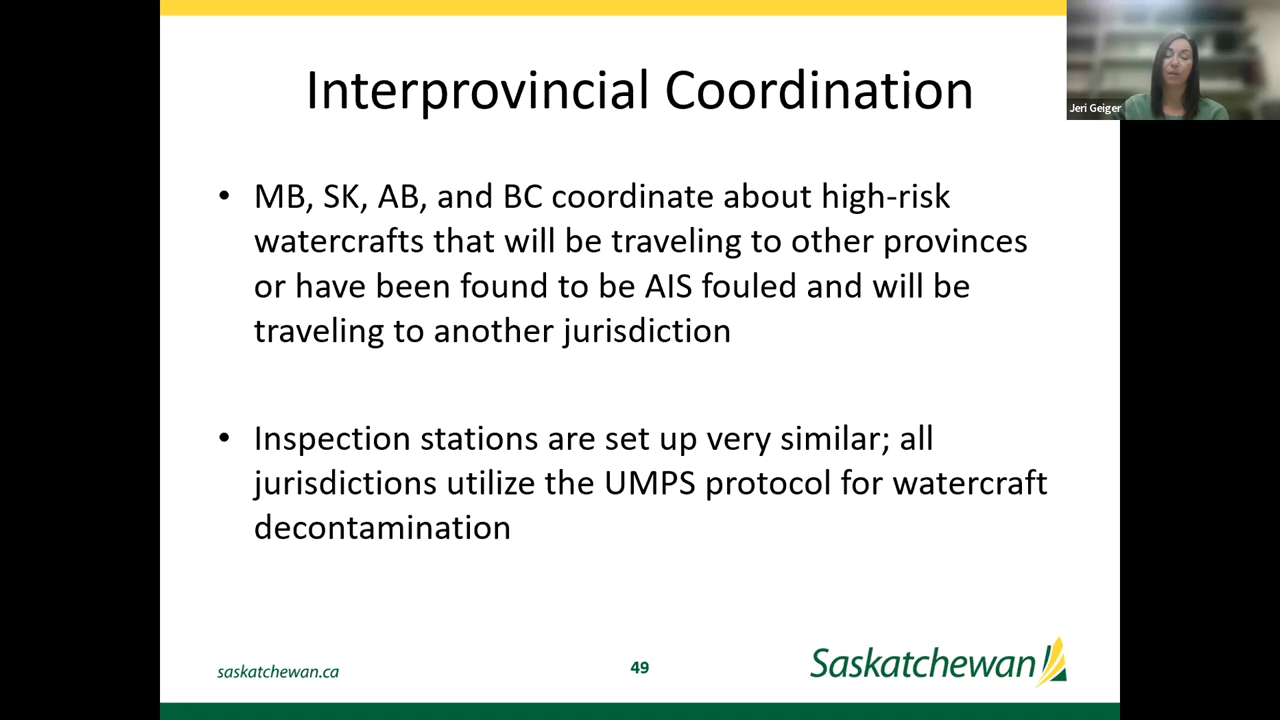 Interprovincial Coordination
Jeri Geiger
• MB, SK, AB, and BC coordinate about high-risk
watercrafts that will be traveling to other provinces
or have been found to be AIS fouled and will be
traveling to another jurisdiction
• Inspection stations are set up very similar; all
jurisdictions utilize the UMPS protocol for watercraft
decontamination
saskatchewan.ca
49
Saskatchewan